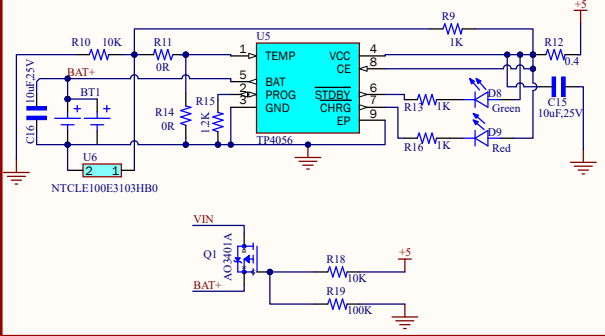 +5
R9
1K
R10 10K
R11
0R
U5
R12
0.4
1 TEMP VCC 4
CE 8
BAT+
5 BAT
2 PROG
3 GND
STDBY 6
CHRG 7
EP 9
TP4056
C16 10uF,25V
BT1
+ +
R14
0R
R15
1.2K
R13 1K
D8
Green
C15
10uF,25V
R16 1K
D9
Red
U6
2 1
NTCLE100E3103HB0
VIN
Q1
AO3401A
BAT+
R18
10K
+5
R19
100K